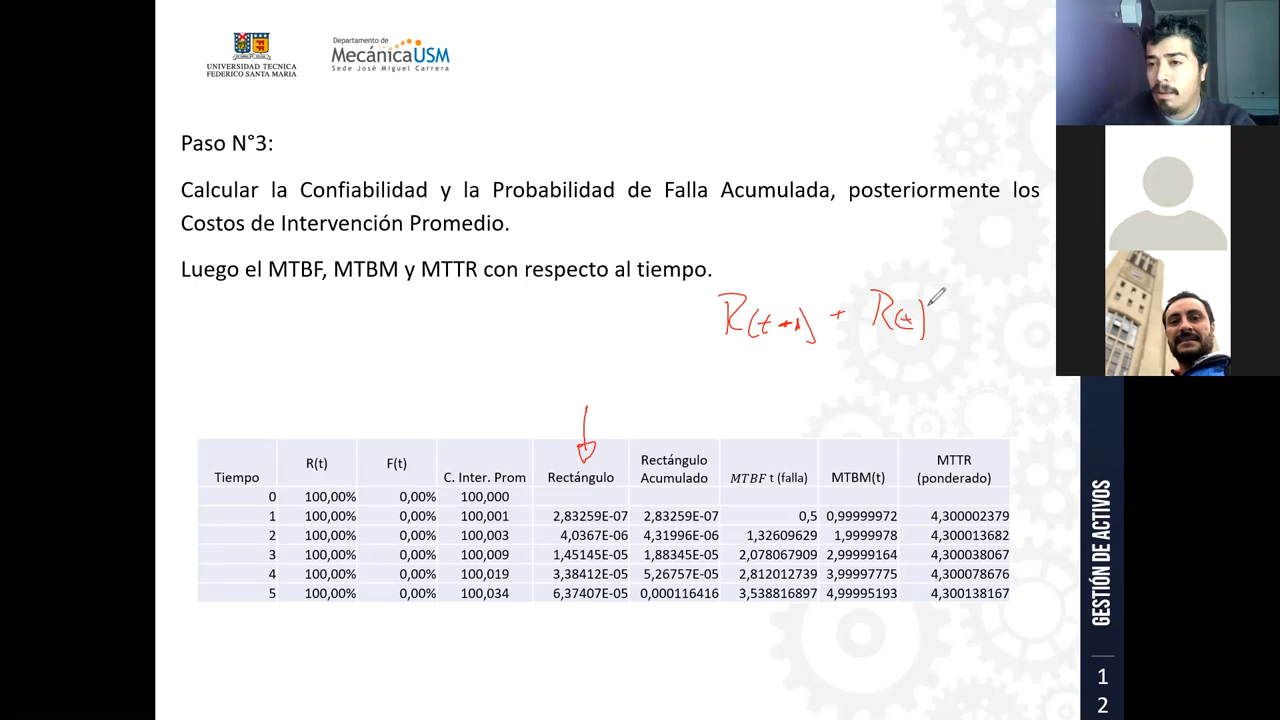 UNIVERSIDAD TECNICA
FEDERICO SANTA MARIA
Departamento de
MecánicaUSM
Sede José Miguel Carrera
Paso N°3:
Calcular la Confiabilidad y la Probabilidad de Falla Acumulada, posteriormente los
Costos de Intervención Promedio.
Luego el MTBF, MTBM y MTTR con respecto al tiempo.
R(t-1) + R(t)
Tiempo R(t) F(t) C. Inter. Prom Rectángulo Rectángulo Acumulado MTBF t (falla) MTBM(t) MTTR (ponderado)
0 100,00% 0,00% 100,000
1 100,00% 0,00% 100,001 2,83259E-07 2,83259E-07 0,5 0,99999972 4,300002379
2 100,00% 0,00% 100,003 4,0367E-06 4,31996E-06 1,32609629 1,9999978 4,300013682
3 100,00% 0,00% 100,009 1,45145E-05 1,88345E-05 2,078067909 2,99999164 4,300038067
4 100,00% 0,00% 100,019 3,38412E-05 5,26757E-05 2,812012739 3,99997775 4,300078676
5 100,00% 0,00% 100,034 6,37407E-05 0,000116416 3,538816897 4,99995193 4,300138167
GESTIÓN DE ACTIVOS
1
2